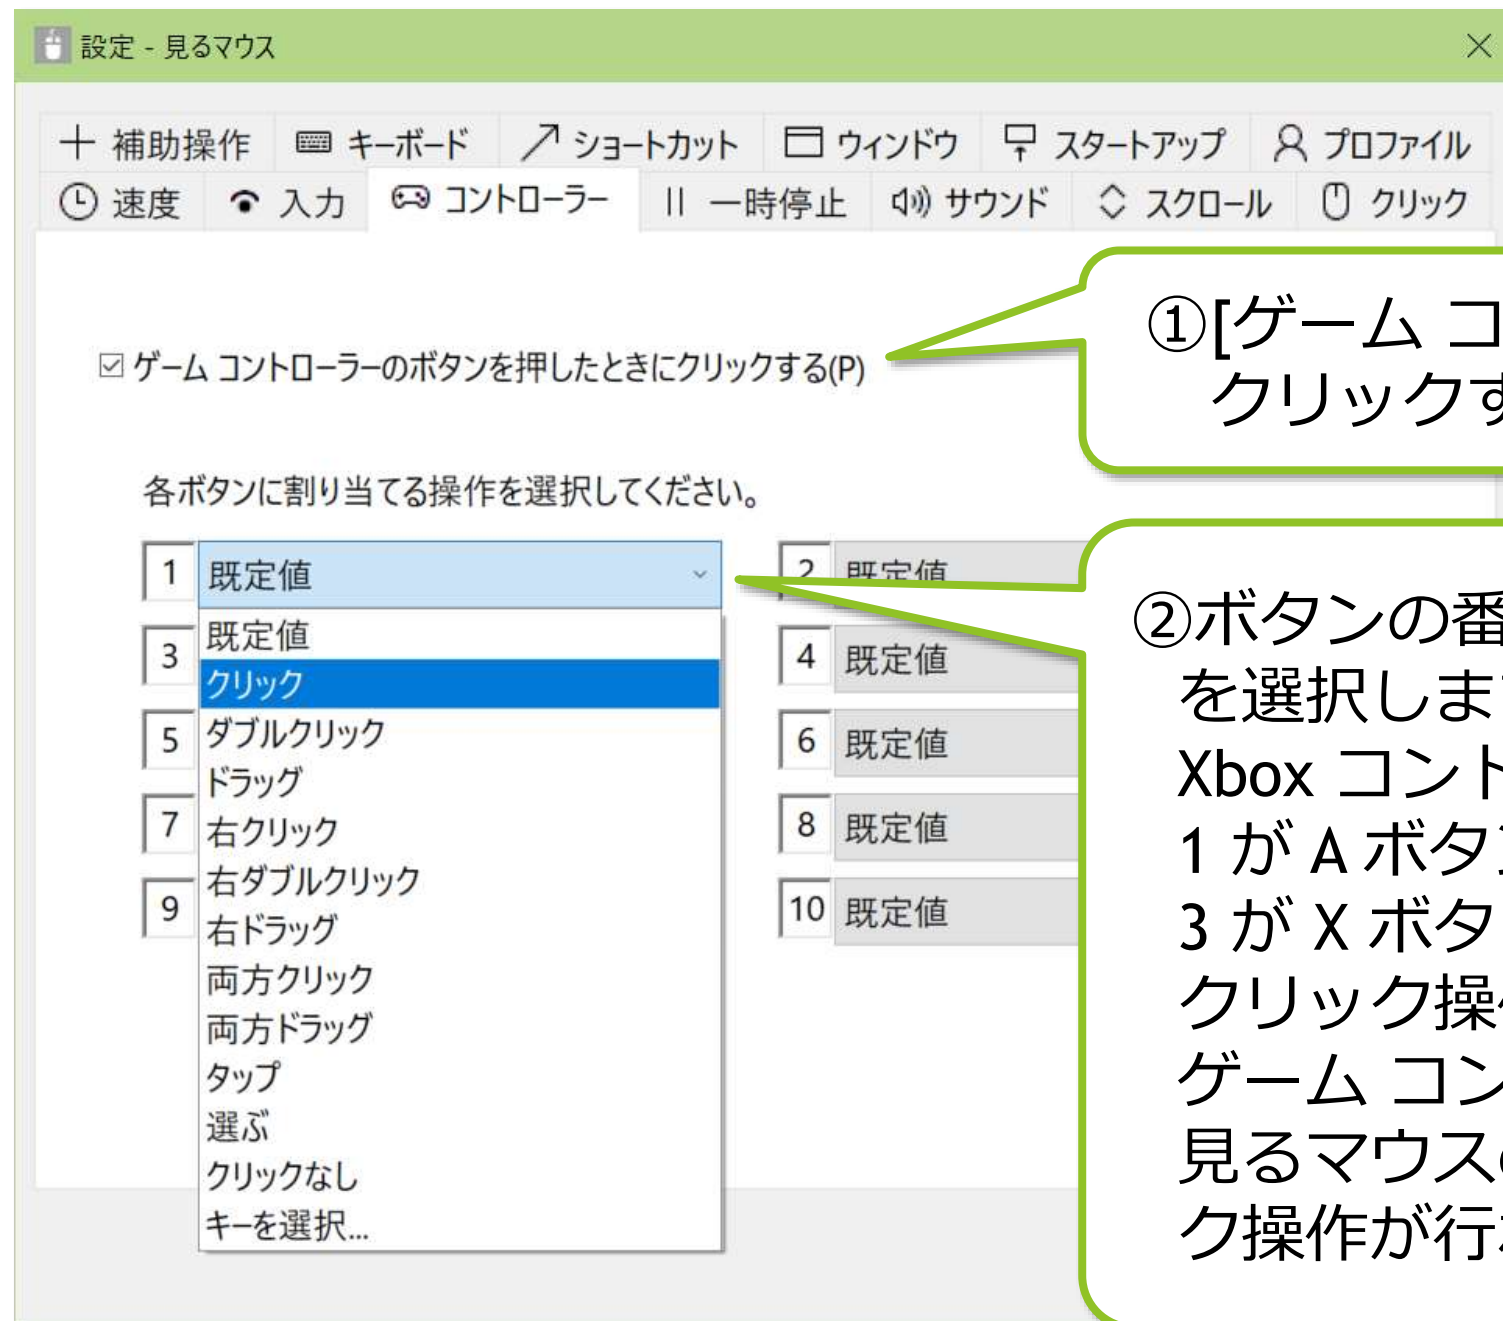 設定 - 見るマウス
補助操作 キーボード ショートカット ウィンドウ スタートアップ プロファイル
速度 入力 コントローラー 一時停止 サウンド スクロール クリック
ゲーム コントローラーのボタンを押したときにクリックする(P)
①[ゲーム コ
クリックす
各ボタンに割り当てる操作を選択してください。
1 既定値
2 既定値
3
4 既定値
5
6 既定値
7
8 既定値
9
10 既定値
既定値
クリック
ダブルクリック
ドラッグ
右クリック
右ダブルクリック
右ドラッグ
両方クリック
両方ドラッグ
タップ
選ぶ
クリックなし
キーを選択...
②ボタンの番
を選択しま
Xbox コント
1 が A ボタ
3 が X ボタ
クリック操
ゲーム コン
見るマウス
ク操作が行